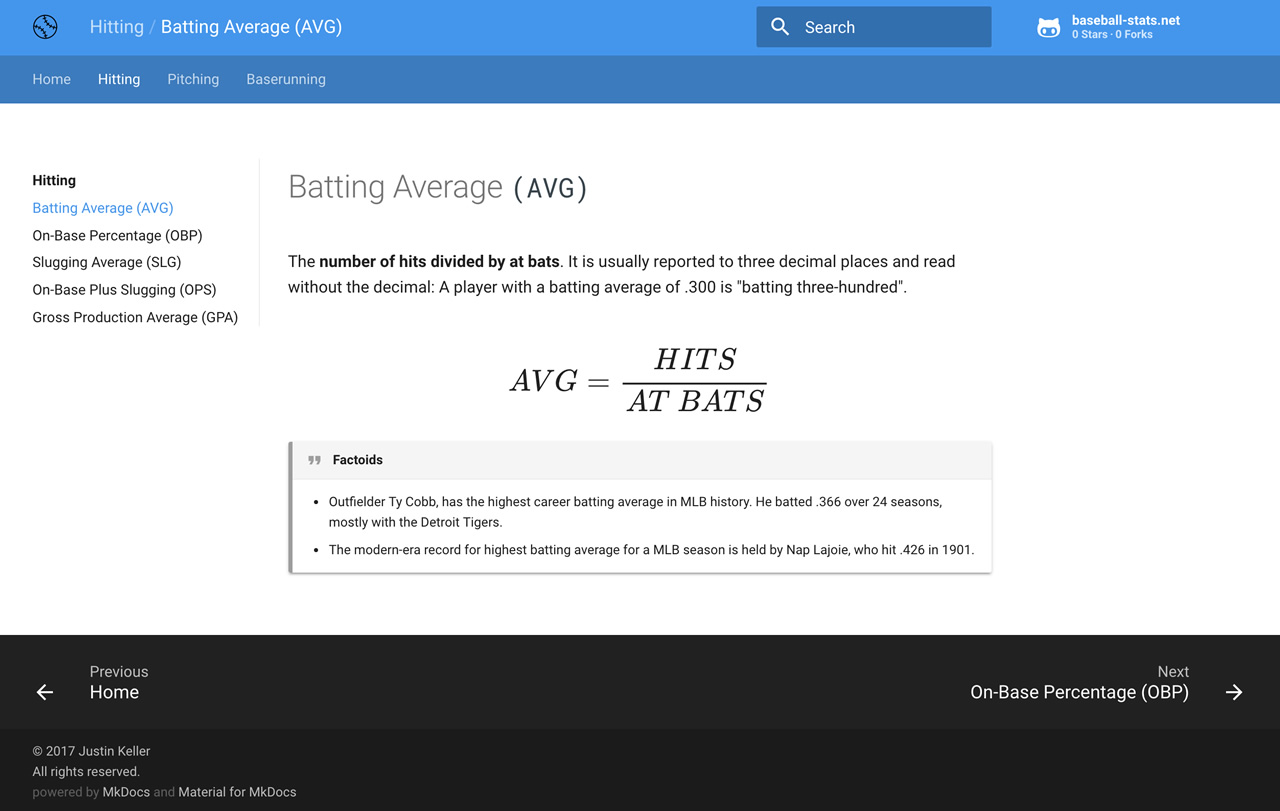 Hitting / Batting Average (AVG)
Search
baseball-stats.net
0 Stars · 0 Forks
Home Hitting Pitching Baserunning
Hitting
Batting Average (AVG)
On-Base Percentage (OBP)
Slugging Average (SLG)
On-Base Plus Slugging (OPS)
Gross Production Average (GPA)
Batting Average (AVG)
The number of hits divided by at bats. It is usually reported to three decimal places and read
without the decimal: A player with a batting average of .300 is "batting three-hundred".
AVG = HITS
AT BATS
Factoids
• Outfielder Ty Cobb, has the highest career batting average in MLB history. He batted .366 over 24 seasons,
mostly with the Detroit Tigers.
• The modern-era record for highest batting average for a MLB season is held by Nap Lajoie, who hit .426 in 1901.
Previous
Home
Next
On-Base Percentage (OBP)
© 2017 Justin Keller
All rights reserved.
powered by MkDocs and Material for MkDocs